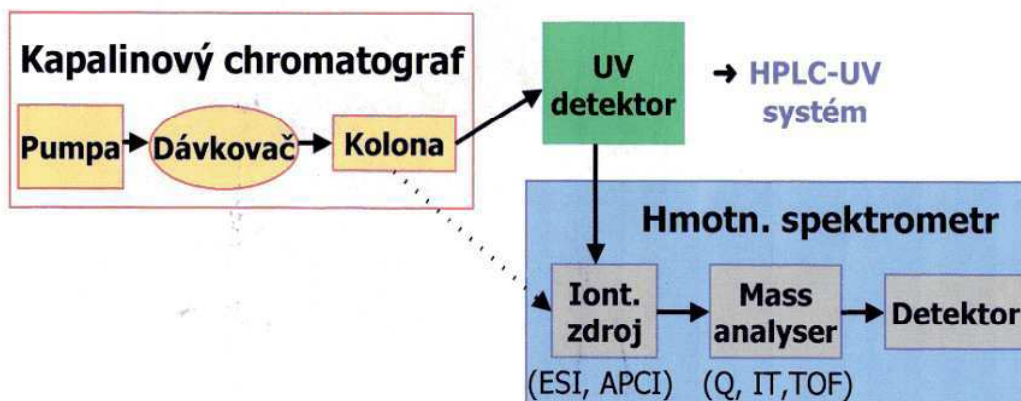 Kapalinový chromatograf
Pumpa
Dávkovač
Kolona
UV
detektor
→ HPLC-UV
systém
Hmotn. spektrometr
Iont.
zdroj
Mass
analyser
Detektor
(ESI, APCI)
(Q, IT,TOF)